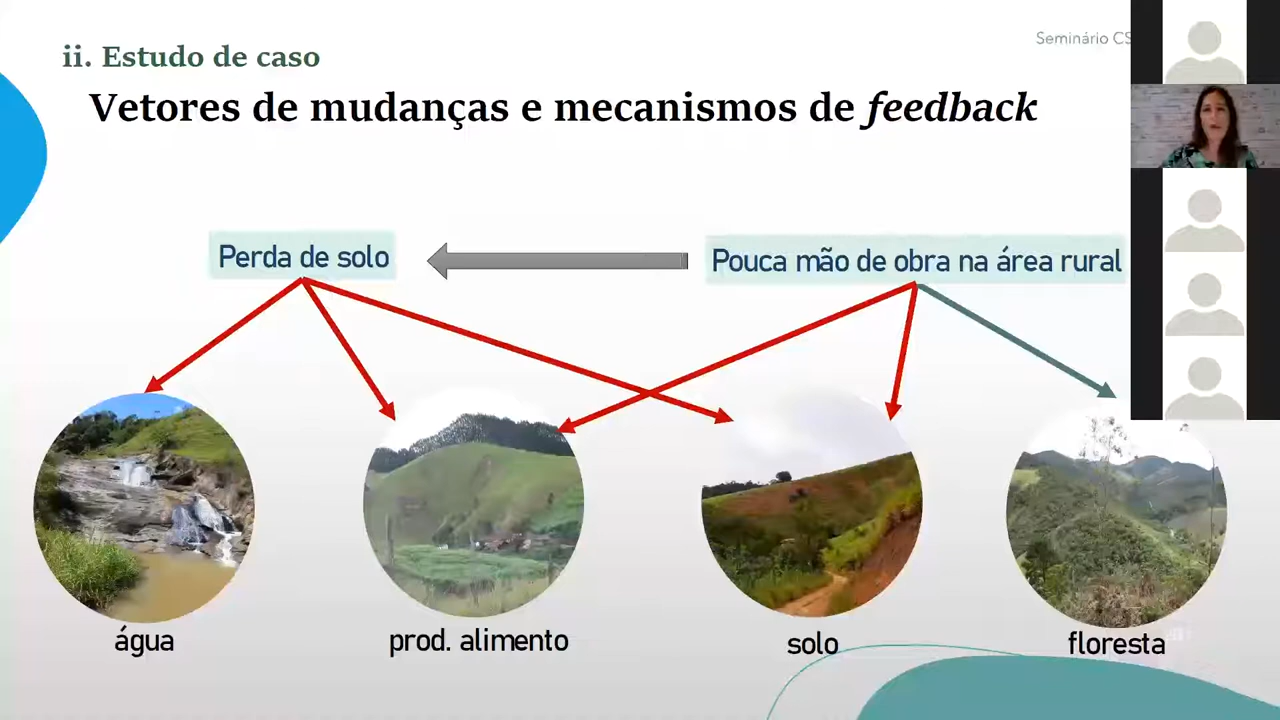 Seminário CS
ii. Estudo de caso
Vetores de mudanças e mecanismos de feedback
Perda de solo
Pouca mão de obra na área rural
água
prod. alimento
solo
floresta